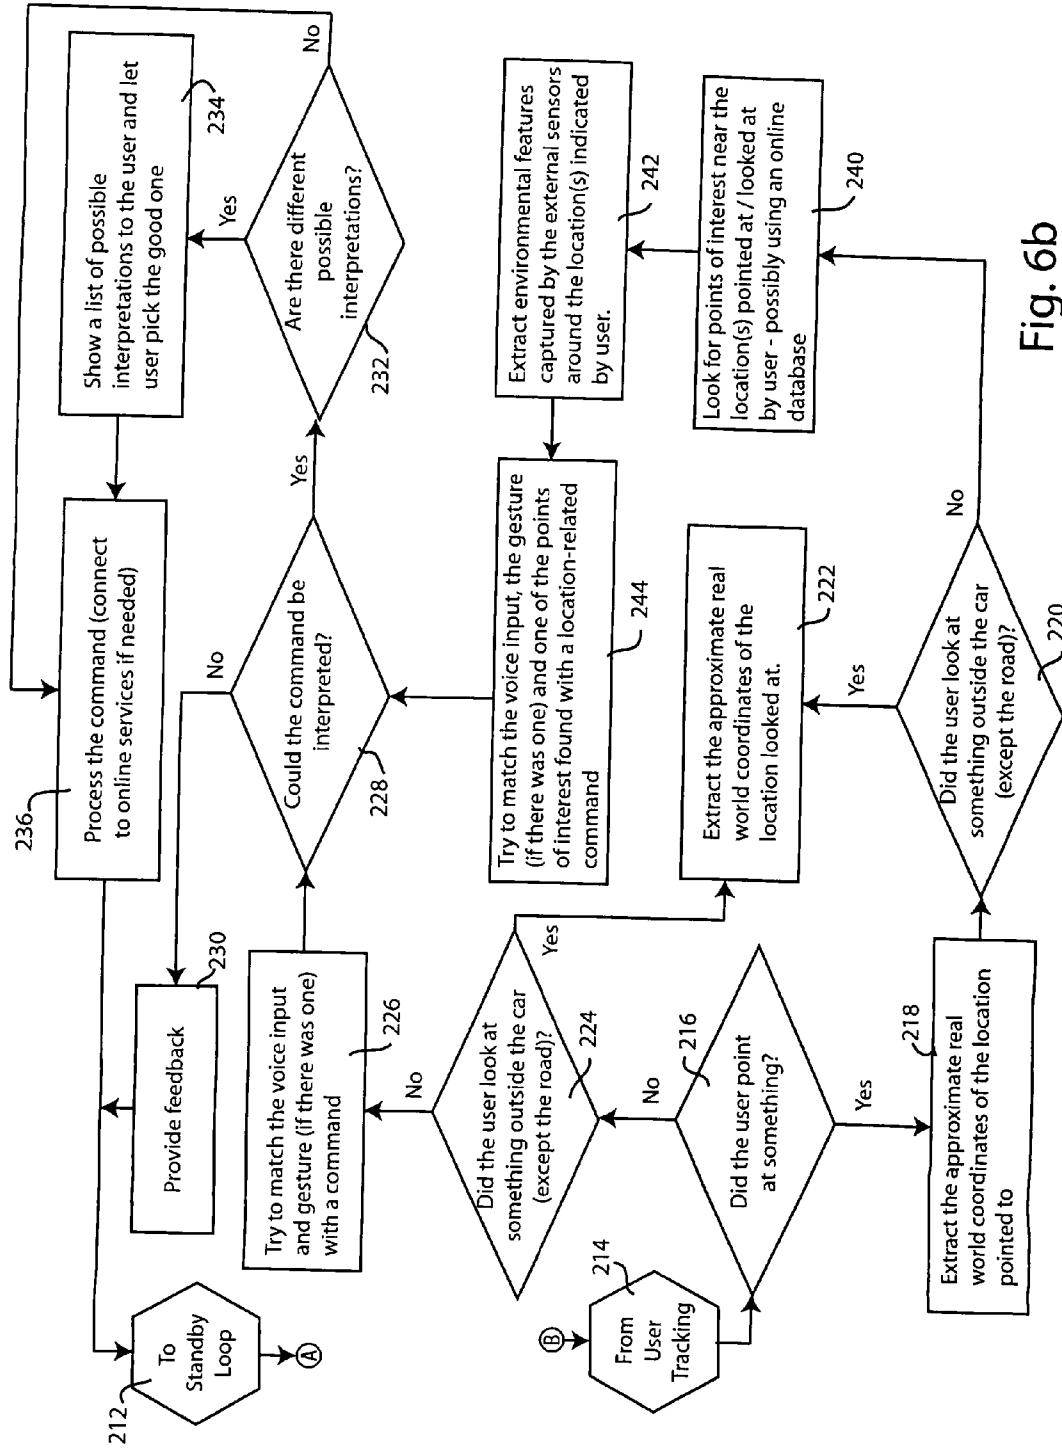 B
214
From
User
Tracking
216
Did the user point
at something?
No
Yes
218
Extract the approximate real
world coordinates of the location
pointed to
220
Did the user look at
something outside the car
(except the road)?
Yes
No
222
Extract the approximate real
world coordinates of the
location looked at.
224
Did the user look at
something outside the car
(except the road)?
Yes
No
226
Try to match the voice input
and gesture (if there was one)
with a command
240
Look for points of interest near the
location(s) pointed at / looked at
by user - possibly using an online
database
242
Extract environmental features
captured by the external sensors
around the location(s) indicated
by user.
244
Try to match the voice input, the gesture
(if there was one) and one of the points
of interest found with a location-related
command
228
Could the command be
interpreted?
No
Yes
230
Provide feedback
232
Are there different
possible
interpretations?
Yes
No
234
Show a list of possible
interpretations to the user and let
user pick the good one
236
Process the command (connect
to online services if needed)
212
To
Standby
Loop
A
Fig. 6b